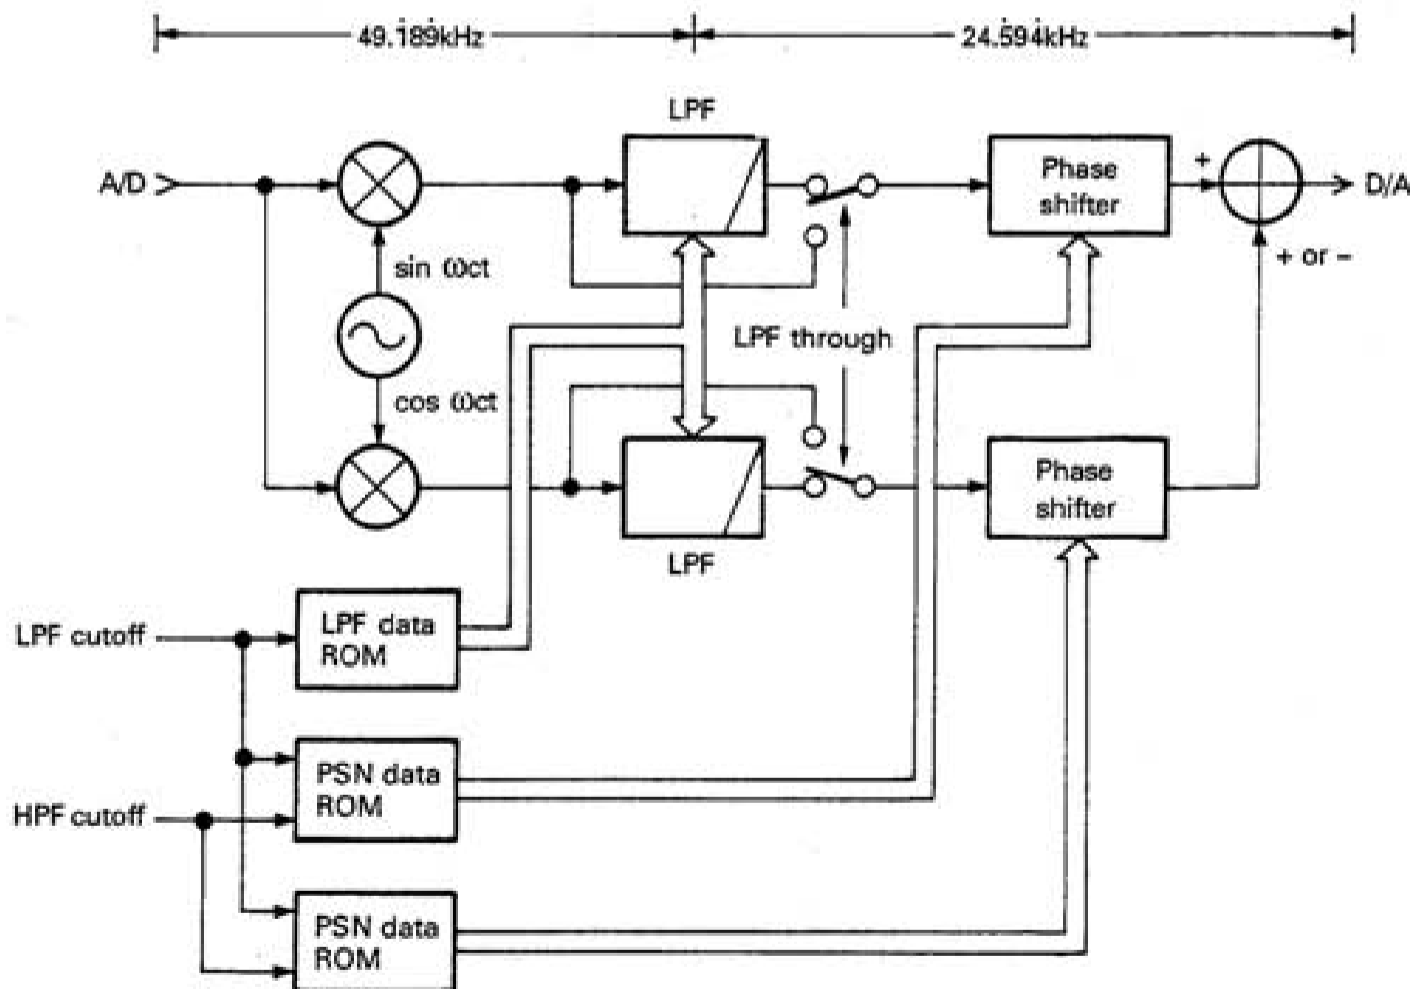 49.189kHz
24.594kHz
LPF
A/D
Phase
shifter
+
D/A
sin ωct
+ or -
LPF through
cos ωct
Phase
shifter
LPF
LPF cutoff
LPF data
ROM
PSN data
ROM
HPF cutoff
PSN data
ROM